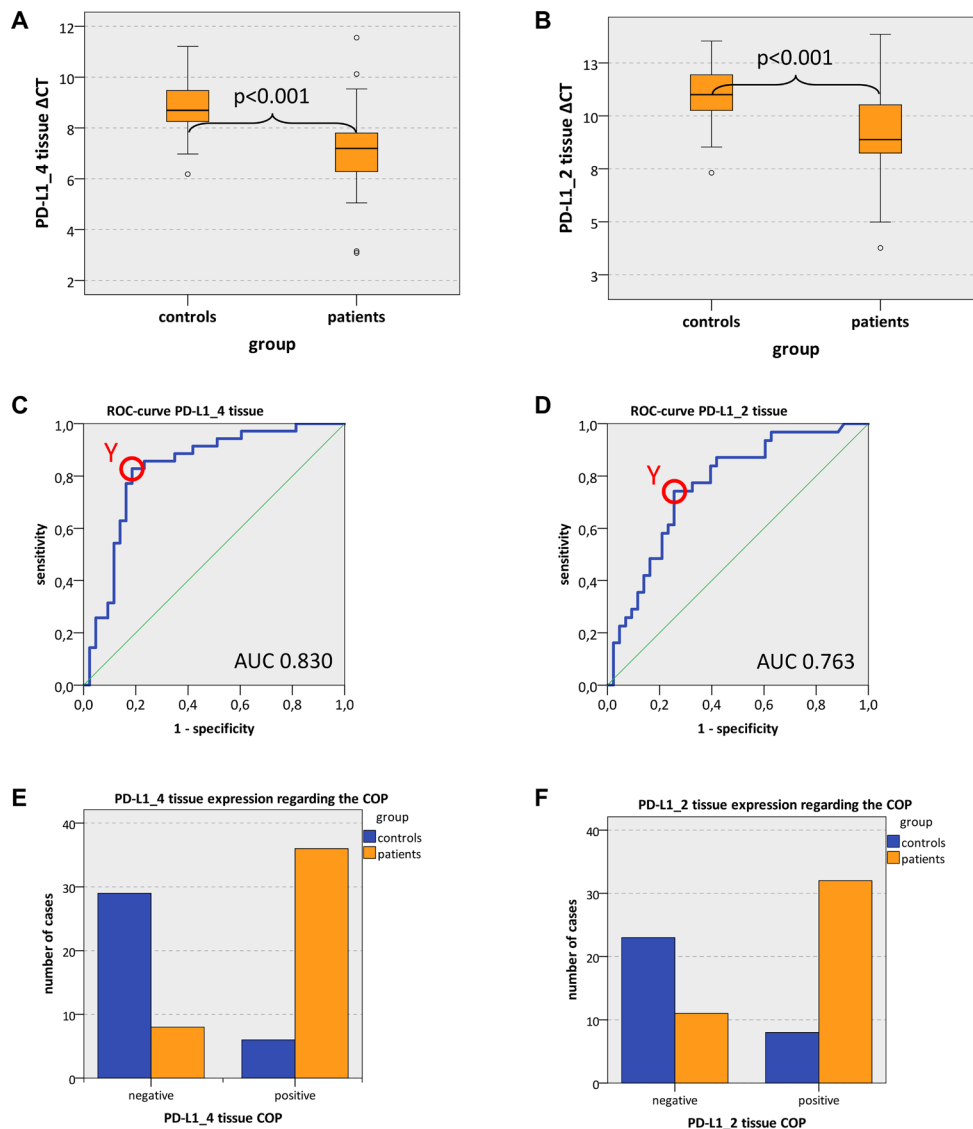 A
PD-L1_4 tissue ΔCT
12
10
8
6
4
2
p<0.001
controls
patients
group
B
PD-L1_2 tissue ΔCT
13
10
8
5
3
p<0.001
controls
patients
group
C
ROC-curve PD-L1_4 tissue
sensitivity
1,0
0,8
0,6
0,4
0,2
0,0
Y
AUC 0.830
0,0 0,2 0,4 0,6 0,8 1,0
1 - specificity
D
ROC-curve PD-L1_2 tissue
sensitivity
1,0
0,8
0,6
0,4
0,2
0,0
Y
AUC 0.763
0,0 0,2 0,4 0,6 0,8 1,0
1 - specificity
E
PD-L1_4 tissue expression regarding the COP
group
controls
patients
number of cases
40
30
20
10
0
negative
positive
PD-L1_4 tissue COP
F
PD-L1_2 tissue expression regarding the COP
group
controls
patients
number of cases
40
30
20
10
0
negative
positive
PD-L1_2 tissue COP